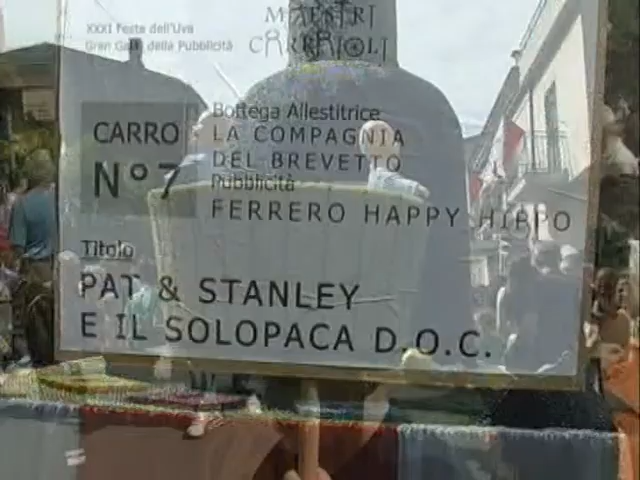 XXXI Festa dell'Uva
Gran Galà della Pubblicità
MAESTRI
CARRAIOLI
CARRO
N° 7
Bottega Allestitrice
LA COMPAGNIA
DEL BREVETTO
Pubblicità
FERRERO HAPPY HIPPO
Titolo
PAT & STANLEY
E IL SOLOPACA D.O.C.